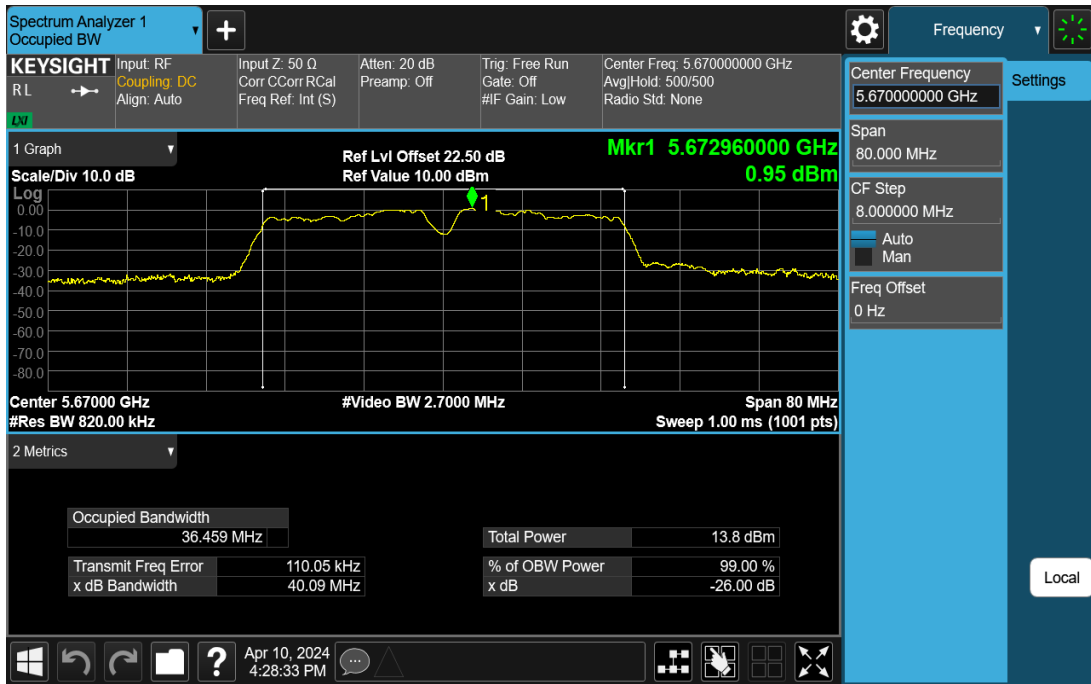 Spectrum Analyzer 1
Occupied BW
+
Frequency
KEYSIGHT
RL
LXI
Input: RF
Coupling: DC
Align: Auto
Input Z: 50 Ω
Corr CCorr RCal
Freq Ref: Int (S)
Atten: 20 dB
Preamp: Off
Trig: Free Run
Gate: Off
#IF Gain: Low
Center Freq: 5.670000000 GHz
Avg|Hold: 500/500
Radio Std: None
1 Graph
Scale/Div 10.0 dB
Ref Lvl Offset 22.50 dB
Ref Value 10.00 dBm
Mkr1 5.672960000 GHz
0.95 dBm
Log
0.00
-10.0
-20.0
-30.0
-40.0
-50.0
-60.0
-70.0
-80.0
1
Center 5.67000 GHz
#Video BW 2.7000 MHz
Span 80 MHz
#Res BW 820.00 kHz
Sweep 1.00 ms (1001 pts)
2 Metrics
Occupied Bandwidth
36.459 MHz
Total Power 13.8 dBm
Transmit Freq Error 110.05 kHz
% of OBW Power 99.00 %
x dB Bandwidth 40.09 MHz
x dB -26.00 dB
Center Frequency
5.670000000 GHz
Settings
Span
80.000 MHz
CF Step
8.000000 MHz
Auto
Man
Freq Offset
0 Hz
Local
?
Apr 10, 2024
4:28:33 PM
...